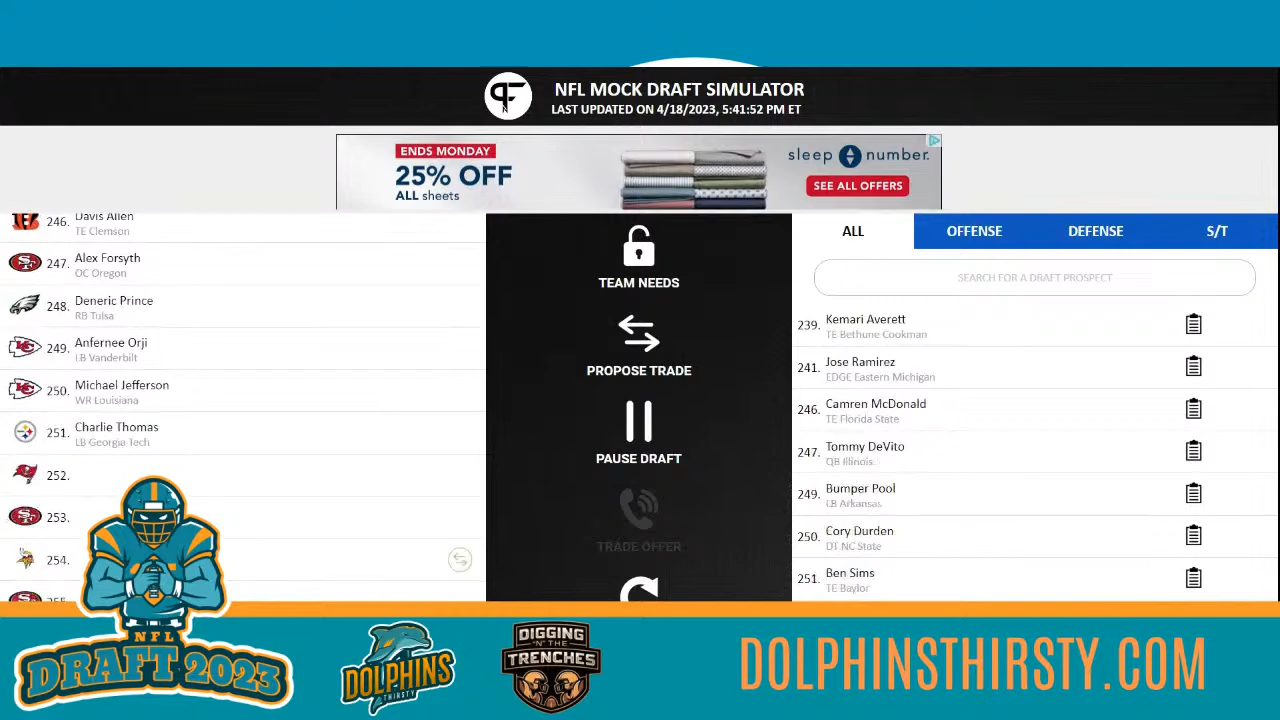 PF
N
NFL MOCK DRAFT SIMULATOR
LAST UPDATED ON 4/18/2023, 5:41:52 PM ET
ENDS MONDAY
25% OFF
ALL sheets
sleep number.
SEE ALL OFFERS
246. Davis Allen
TE Clemson
247. Alex Forsyth
OC Oregon
248. Deneric Prince
RB Tulsa
249. Anfernee Orji
LB Vanderbilt
250. Michael Jefferson
WR Louisiana
251. Charlie Thomas
LB Georgia Tech
252.
253.
254.
255.
TEAM NEEDS
PROPOSE TRADE
PAUSE DRAFT
TRADE OFFER
ALL
OFFENSE
DEFENSE
S/T
SEARCH FOR A DRAFT PROSPECT
239. Kemari Averett
TE Bethune Cookman
241. Jose Ramirez
EDGE Eastern Michigan
246. Camren McDonald
TE Florida State
247. Tommy DeVito
QB Illinois
249. Bumper Pool
LB Arkansas
250. Cory Durden
DT NC State
251. Ben Sims
TE Baylor
NFL
DRAFT 2023
DOLPHINS
THIRSTY
DIGGING
"N" THE
TRENCHES
DOLPHINSTHIRSTY.COM